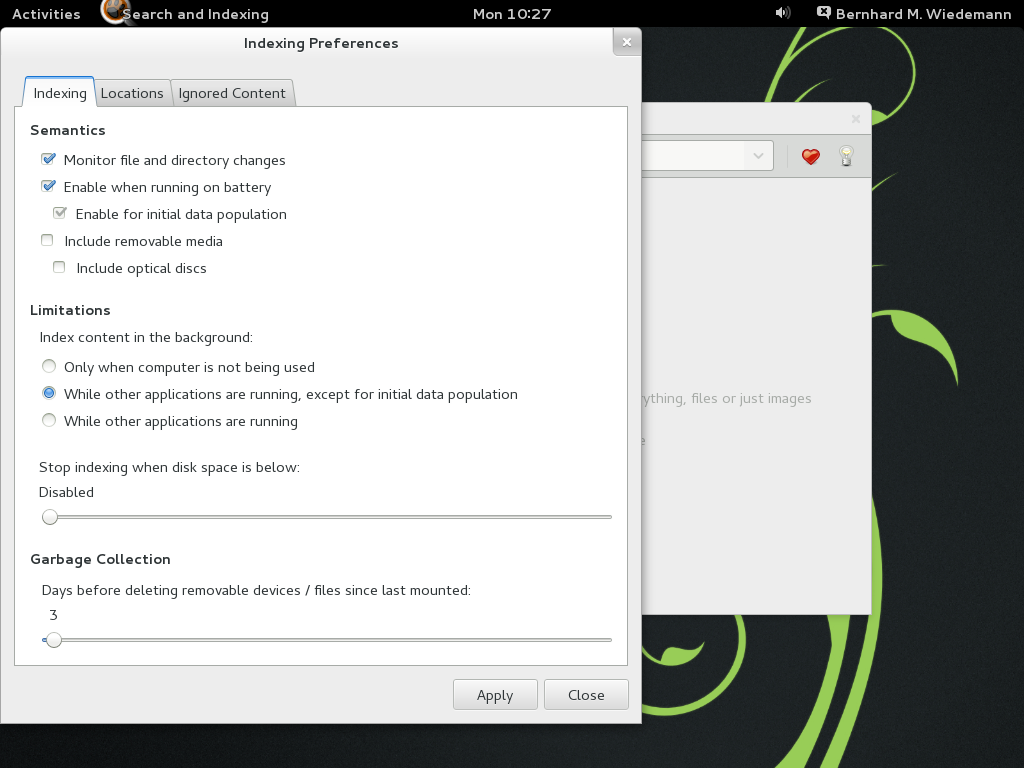 Activities Search and Indexing Mon 10:27 Bernhard M. Wiedemann
Indexing Preferences
Indexing Locations Ignored Content
Semantics
Monitor file and directory changes
Enable when running on battery
Enable for initial data population
Include removable media
Include optical discs
Limitations
Index content in the background:
Only when computer is not being used
While other applications are running, except for initial data population
While other applications are running
Stop indexing when disk space is below:
Disabled
Garbage Collection
Days before deleting removable devices / files since last mounted:
3
Apply Close
ything, files or just images